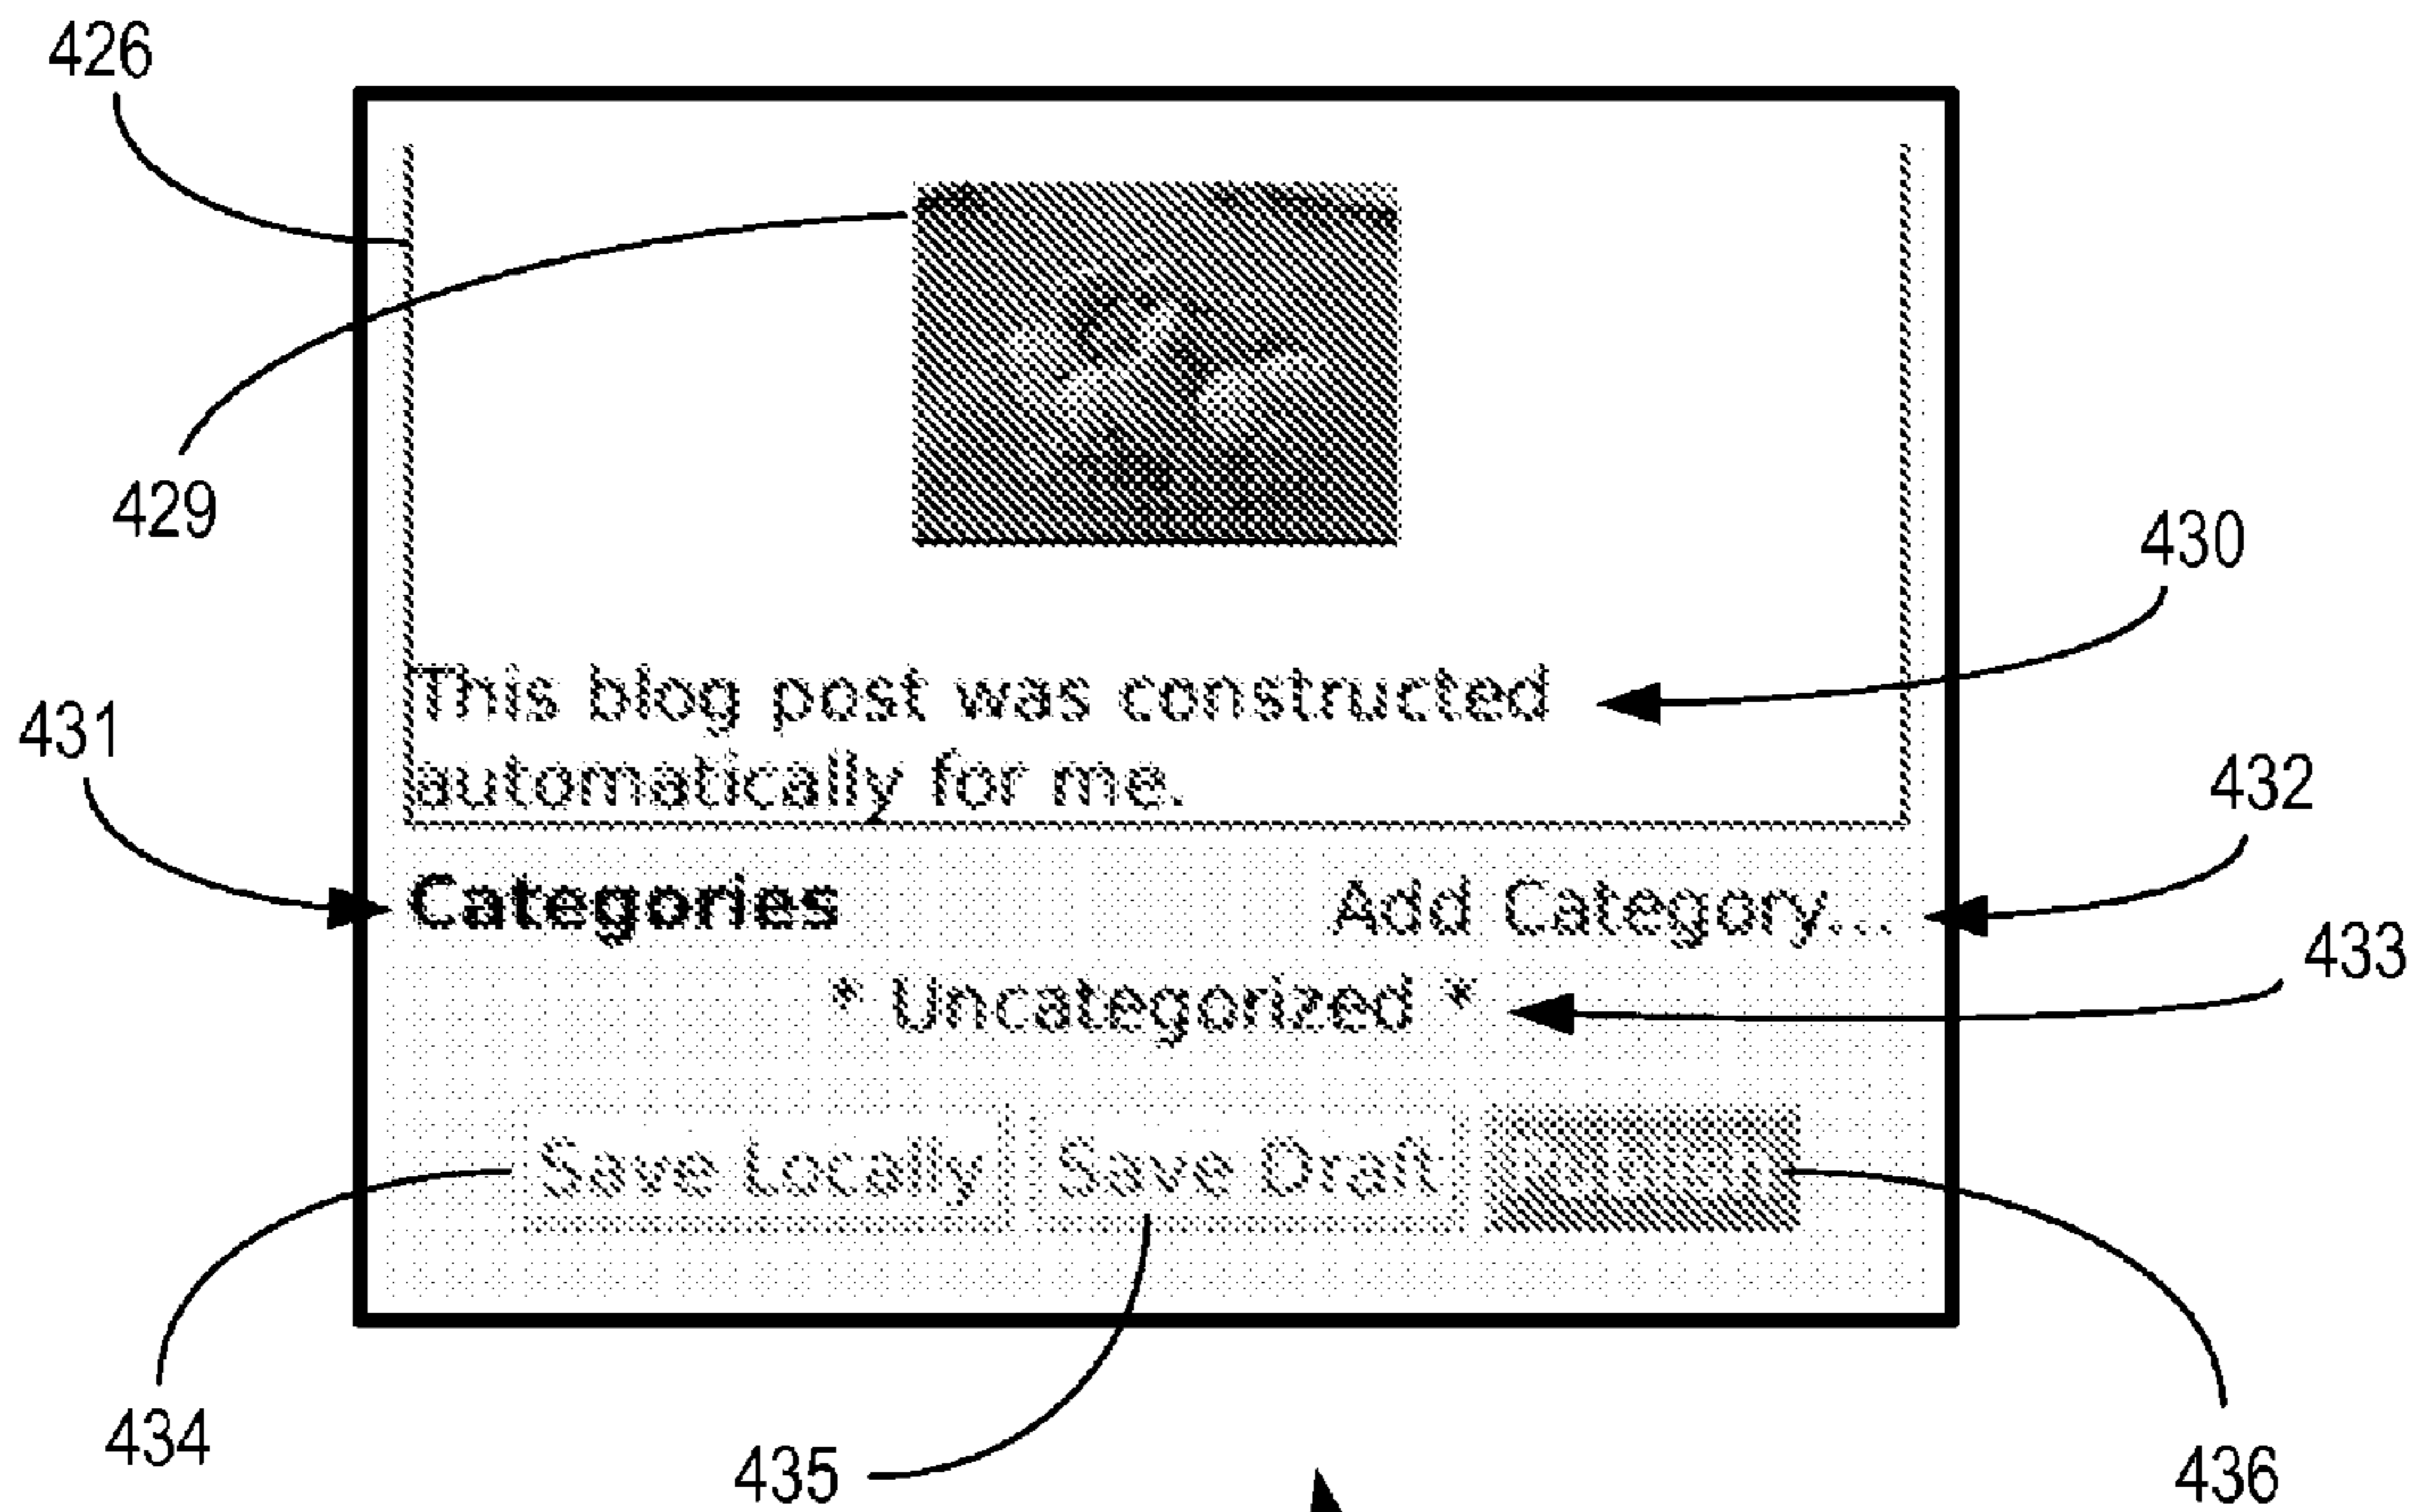 426
429
430
This blog post was constructed
automatically for me.
431
432
Categories
Add Category...
433
* Uncategorized *
Save Locally
Save Draft
434
435
436